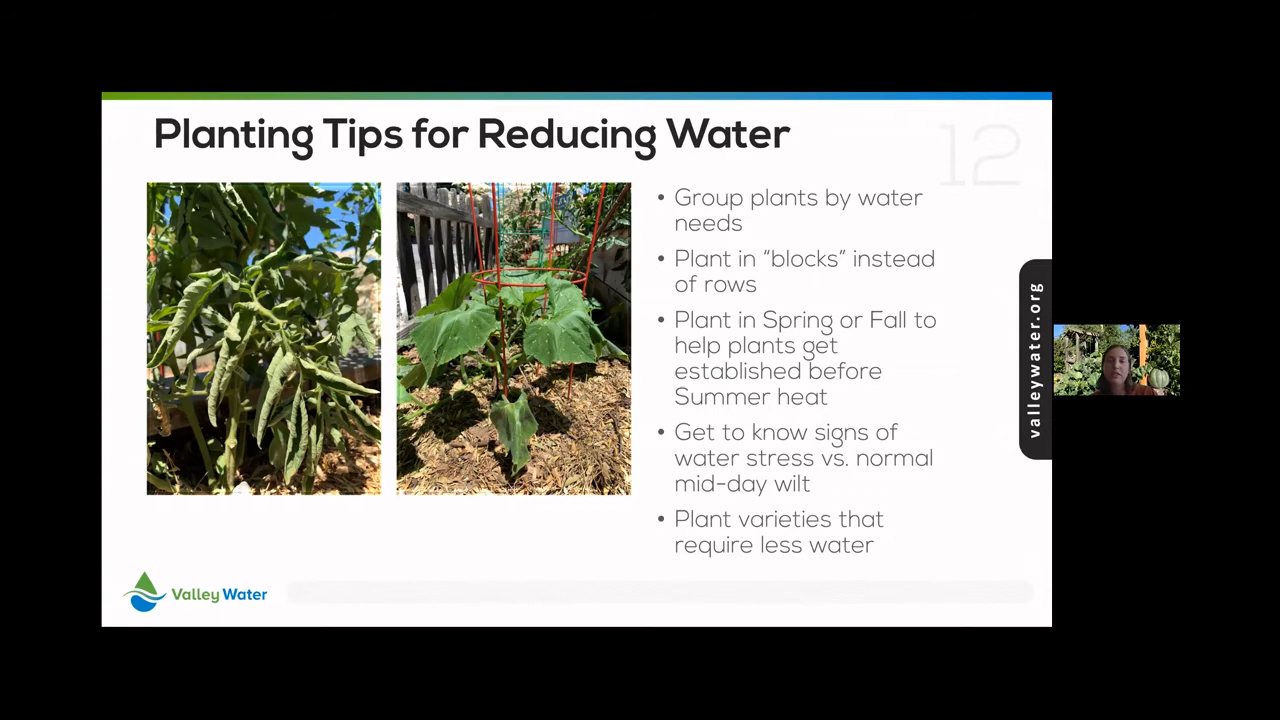 Planting Tips for Reducing Water
12
• Group plants by water
needs
• Plant in “blocks” instead
of rows
• Plant in Spring or Fall to
help plants get
established before
Summer heat
• Get to know signs of
water stress vs. normal
mid-day wilt
• Plant varieties that
require less water
valleywater.org
Valley Water